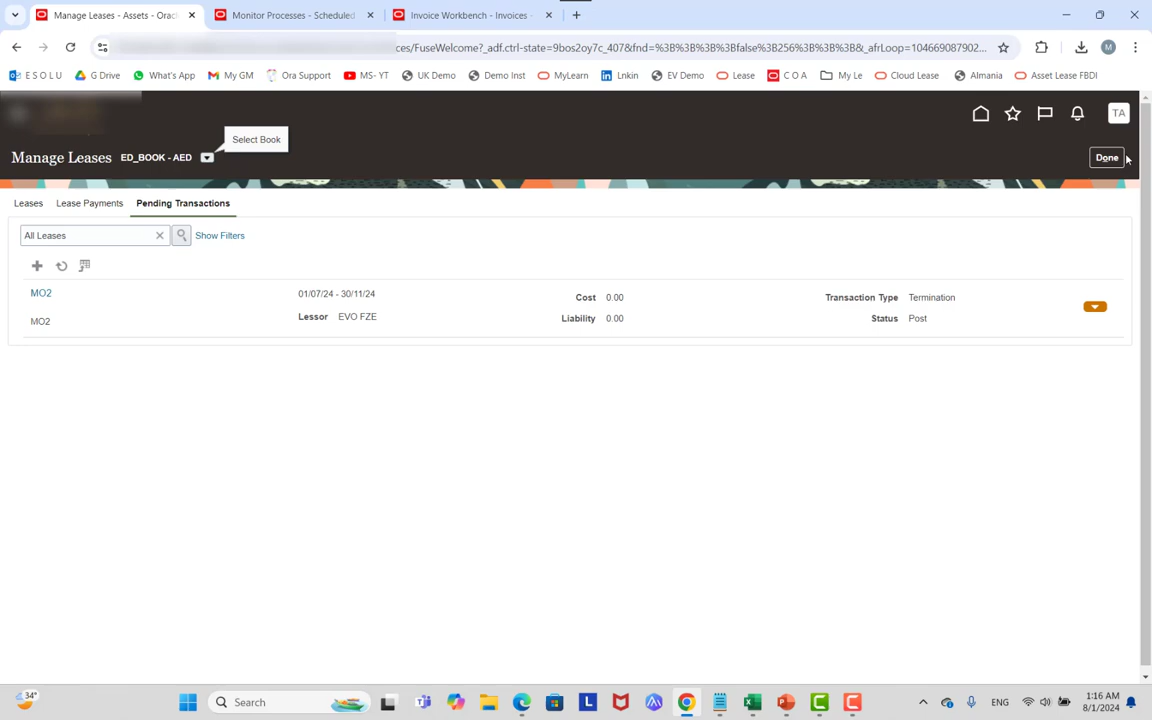 Manage Leases - Assets - Orac
Monitor Processes - Scheduled
Invoice Workbench - Invoices -
ces/FuseWelcome?_adf.ctrl-state=9bos2oy7c_407&fnd=%3B%3B%3B%3Bfalse%3B256%3B%3B%3B&_afrLoop=104669087902...
E S O L U
G Drive
What's App
My GM
Ora Support
MS- YT
UK Demo
Demo Inst
MyLearn
Lnkin
EV Demo
Lease
C O A
My Le
Cloud Lease
Almania
Asset Lease FBDI
M
TA
Select Book
Manage Leases ED_BOOK - AED
Done
Leases Lease Payments Pending Transactions
All Leases Show Filters
MO2 01/07/24 - 30/11/24 Cost 0.00 Transaction Type Termination
MO2 Lessor EVO FZE Liability 0.00 Status Post
34°
Search
ENG
1:16 AM
8/1/2024